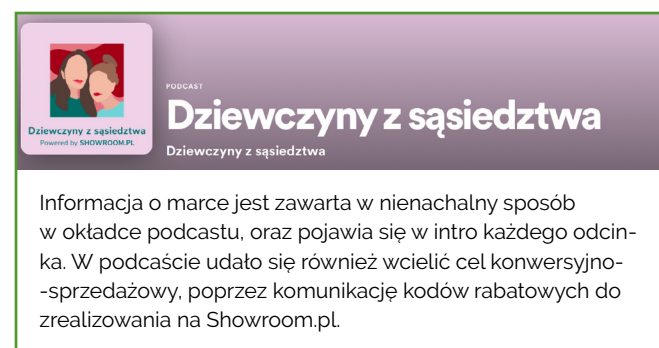 PODCAST
Dziewczyny z sąsiedztwa
Dziewczyny z sąsiedztwa
Dziewczyny z sąsiedztwa
Powered by SHOWROOM.PL
Informacja o marce jest zawarta w nienachalny sposób
w okładce podcastu, oraz pojawia się w intro każdego odcin-
ka. W podcaście udało się również wcielić cel konwersyjno-
-sprzedażowy, poprzez komunikację kodów rabatowych do
zrealizowania na Showroom.pl.